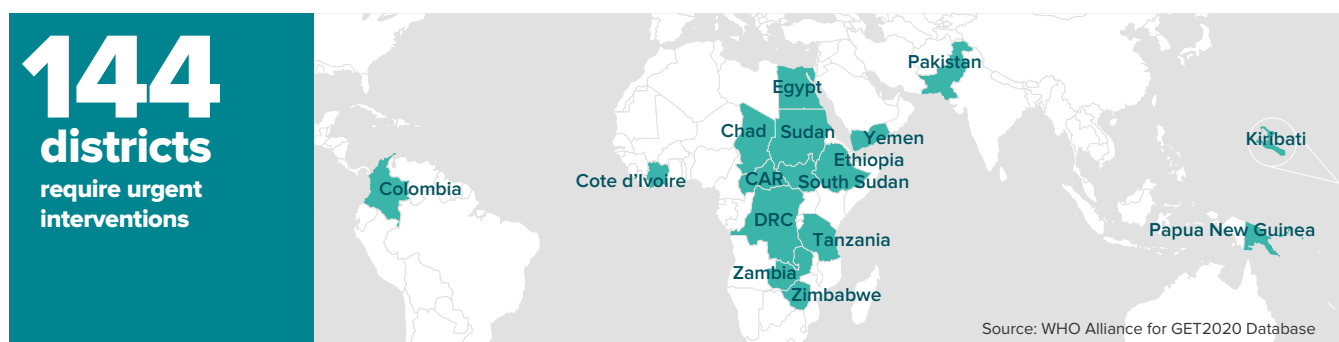 144
districts
require urgent
interventions
Pakistan
Egypt
Chad
Sudan
Yemen
Kiribati
Ethiopia
Cote d’Ivoire
CAR
South Sudan
Colombia
DRC
Papua New Guinea
Tanzania
Zambia
Zimbabwe
Source: WHO Alliance for GET2020 Database